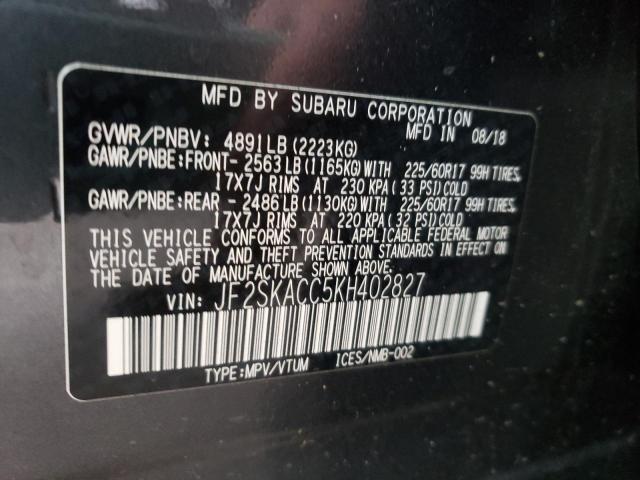 MFD BY SUBARU CORPORATION
MFD IN 08/18
GVWR/PNBV: 4891LB (2223KG)
GAWR/PNBE:FRONT- 2563LB (1165KG)WITH 225/60R17 99H TIRES,
17X7J RIMS AT 230 KPA (33 PSI)COLD
GAWR/PNBE:REAR - 2486LB (1130KG)WITH 225/60R17 99H TIRES,
17X7J RIMS AT 220 KPA (32 PSI)COLD
THIS VEHICLE CONFORMS TO ALL APPLICABLE FEDERAL MOTOR
VEHICLE SAFETY AND THEFT PREVENTION STANDARDS IN EFFECT ON
THE DATE OF MANUFACTURE SHOWN ABOVE.
VIN: JF2SKACC5KH402827
TYPE:MPV/VTUM ICES/NMB-002